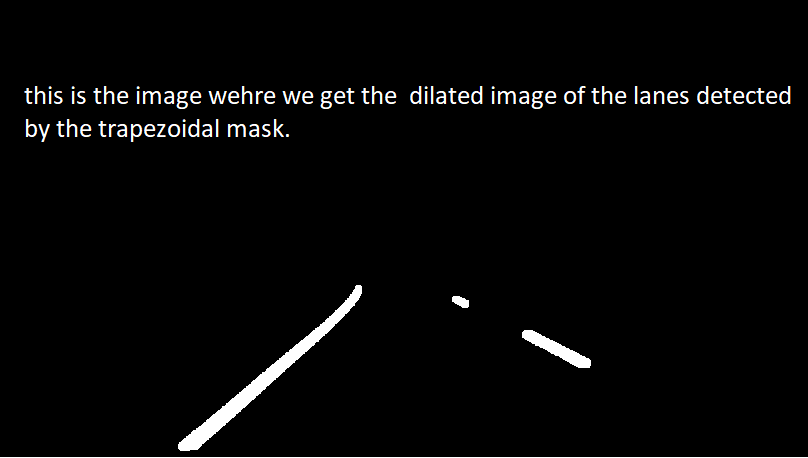 this is the image wehre we get the  dilated image of the lanes detected
by the trapezoidal mask.